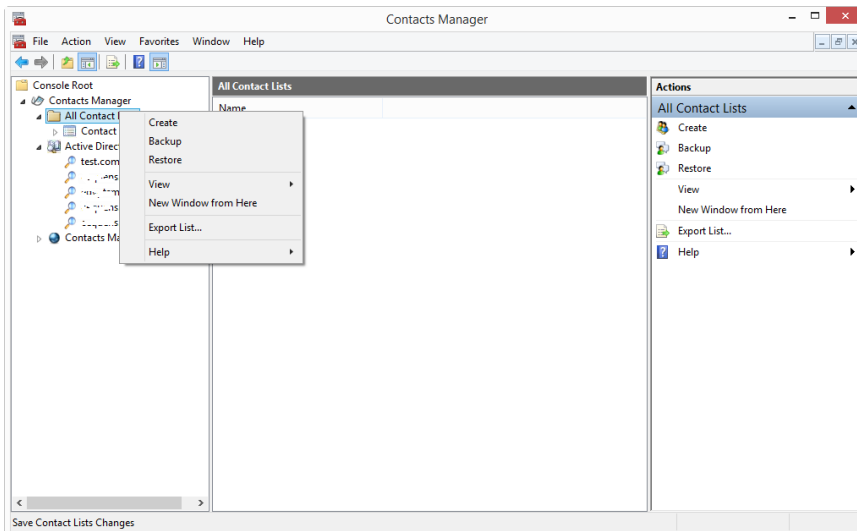 Contacts Manager
File Action View Favorites Window Help
Console Root
Contacts Manager
All Contact
Contact
Active Direc
test.com
Contacts Ma
All Contact Lists
Name
Create
Backup
Restore
View
New Window from Here
Export List...
Help
Actions
All Contact Lists
Create
Backup
Restore
View
New Window from Here
Export List...
Help
Save Contact Lists Changes